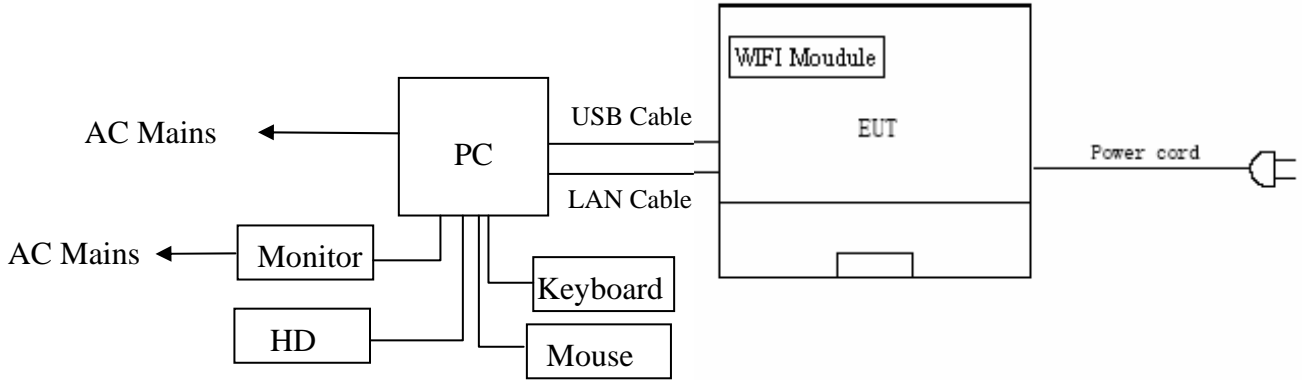 WIFI Moudule
AC Mains
PC
USB Cable
EUT
Power cord
LAN Cable
AC Mains
Monitor
Keyboard
HD
Mouse